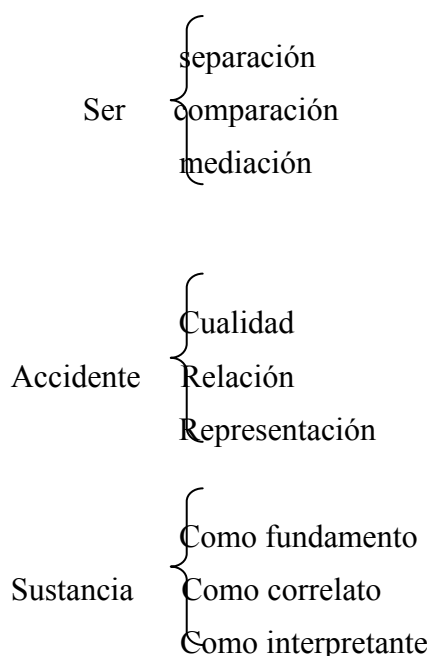 separación
Ser comparación
mediación
Cualidad
Accidente Relación
Representación
Como fundamento
Sustancia Como correlato
Como interpretante